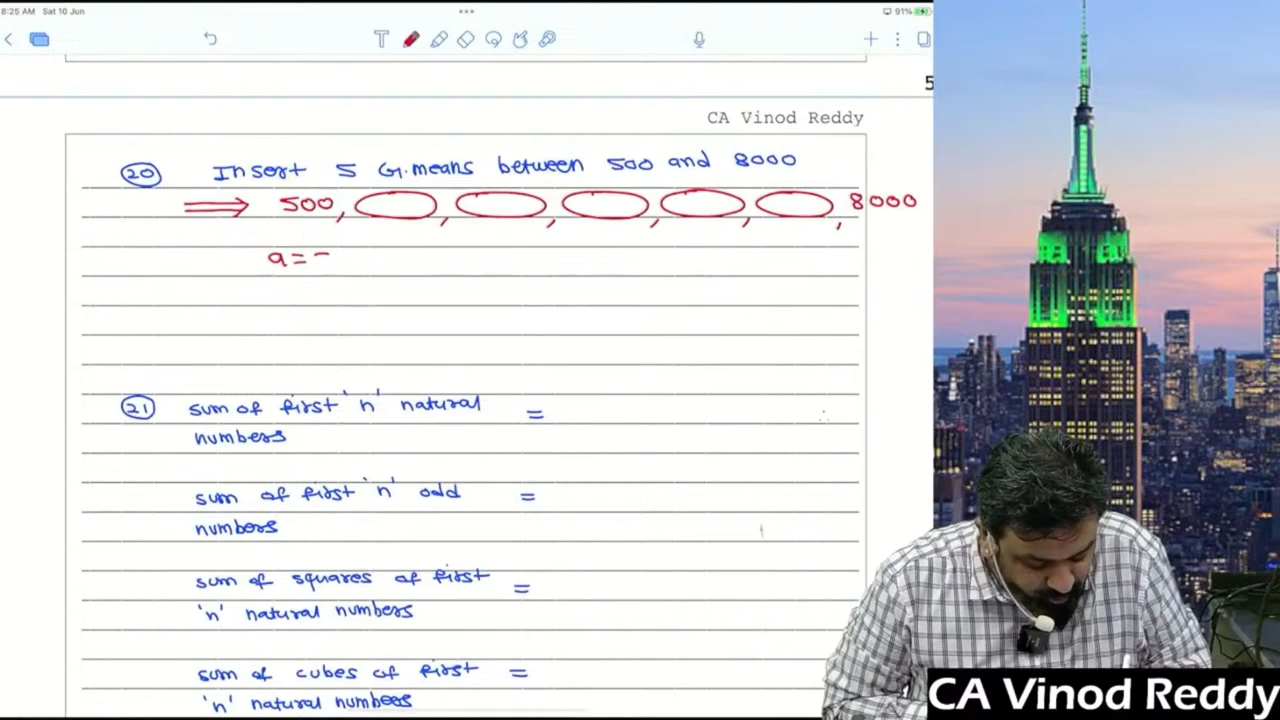 8:25 AM Sat 10 Jun
91%
T
5
CA Vinod Reddy
20 Insert 5 G.means between 500 and 8000
⟹ 500, , , , , , 8000
a = -
21 sum of first 'n' natural =
numbers
sum of first 'n' odd =
numbers
sum of squares of first =
'n' natural numbers
sum of cubes of first =
'n' natural numbers
CA Vinod Reddy